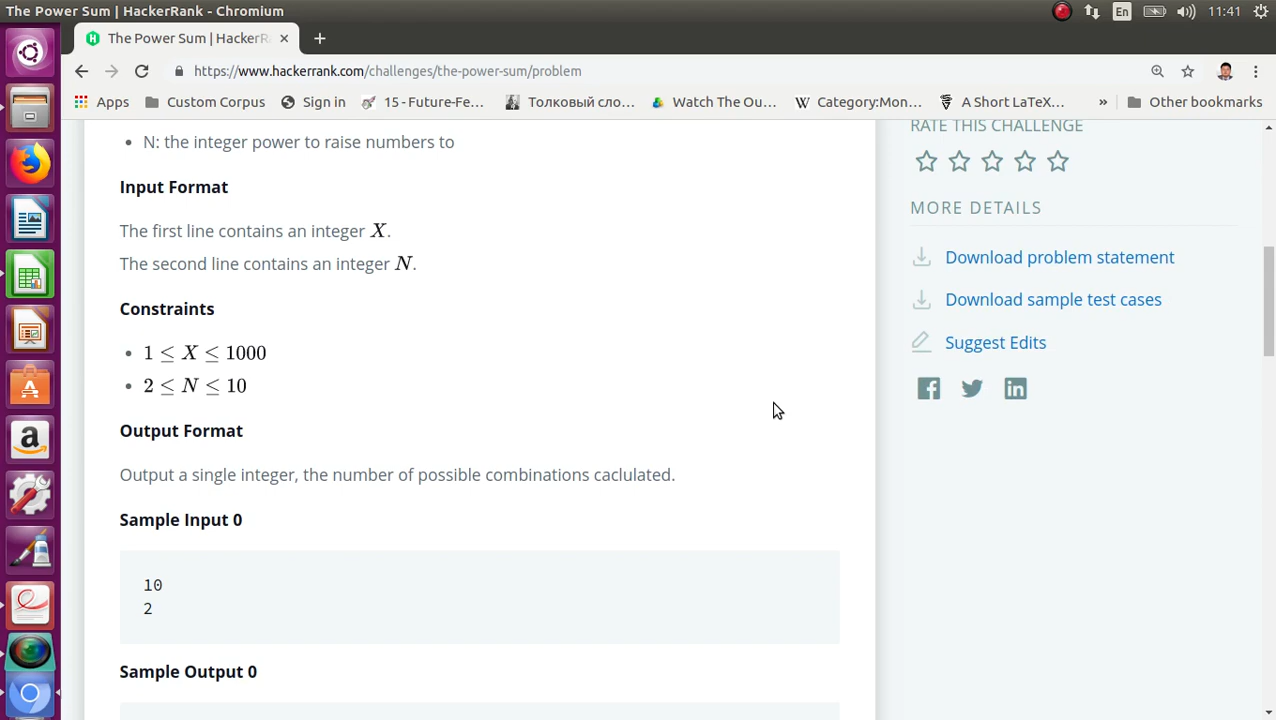 The Power Sum | HackerRank - Chromium
En
11:41
The Power Sum | HackerR
https://www.hackerrank.com/challenges/the-power-sum/problem
Apps
Custom Corpus
Sign in
15 - Future-Fe...
Толковый сло...
Watch The Ou...
Category:Mon...
A Short LaTeX...
»
Other bookmarks
• N: the integer power to raise numbers to
Input Format
The first line contains an integer X.
The second line contains an integer N.
Constraints
• 1 ≤ X ≤ 1000
• 2 ≤ N ≤ 10
Output Format
Output a single integer, the number of possible combinations caclulated.
Sample Input 0
10
2
Sample Output 0
RATE THIS CHALLENGE
MORE DETAILS
Download problem statement
Download sample test cases
Suggest Edits